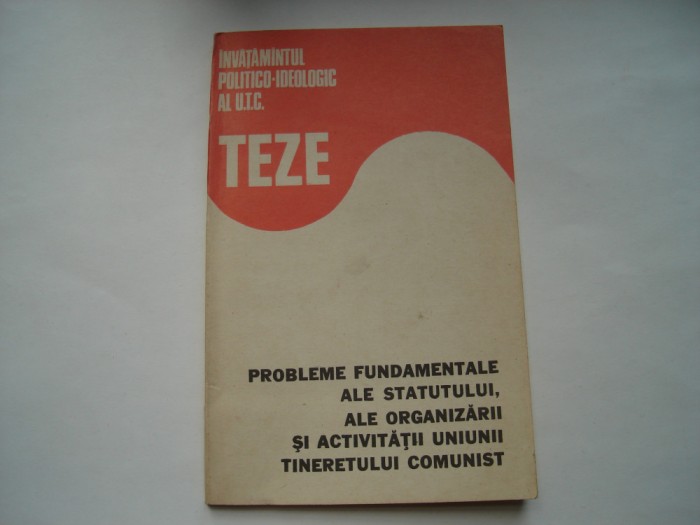 ÎNVĂȚĂMÎNTUL
POLITICO-IDEOLOGIC
AL U.T.C.
TEZE
PROBLEME FUNDAMENTALE
ALE STATUTULUI,
ALE ORGANIZĂRII
ȘI ACTIVITĂȚII UNIUNII
TINERETULUI COMUNIST